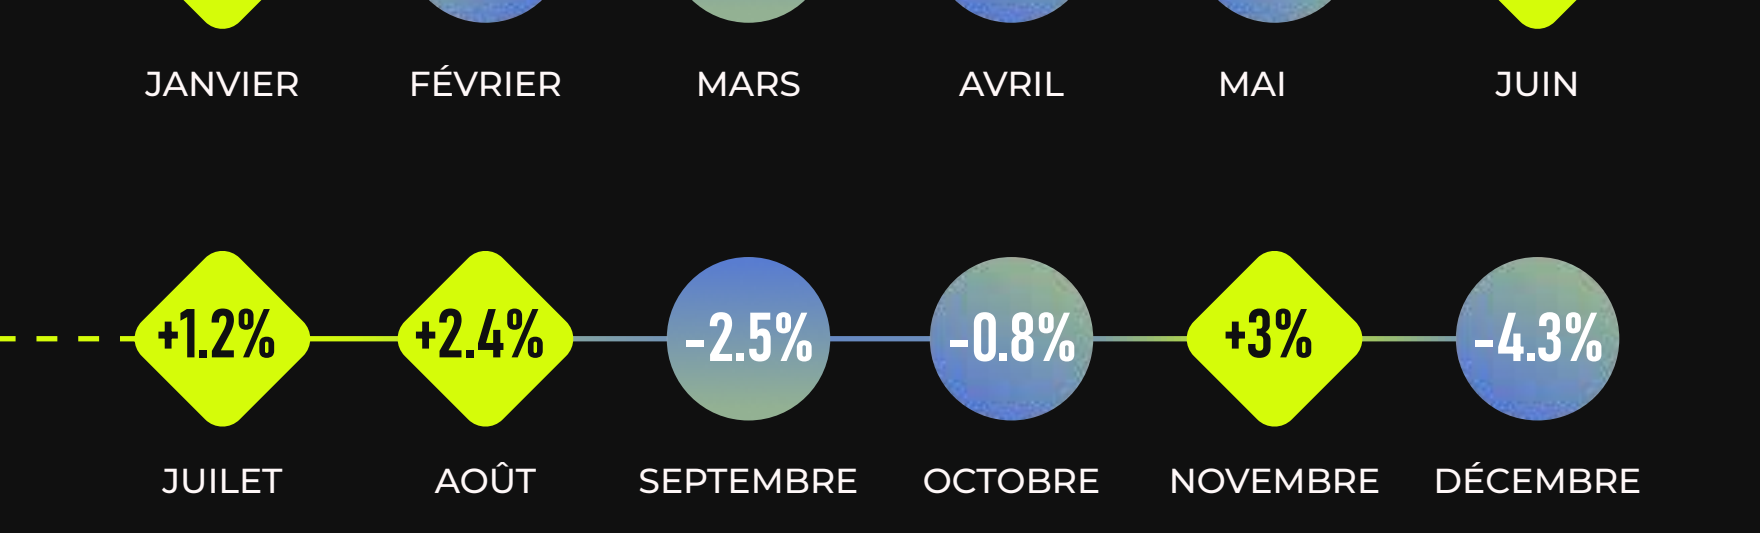 JANVIER FÉVRIER MARS AVRIL MAI JUIN
+1.2% +2.4% -2.5% -0.8% +3% -4.3%
JUILET AOÛT SEPTEMBRE OCTOBRE NOVEMBRE DÉCEMBRE